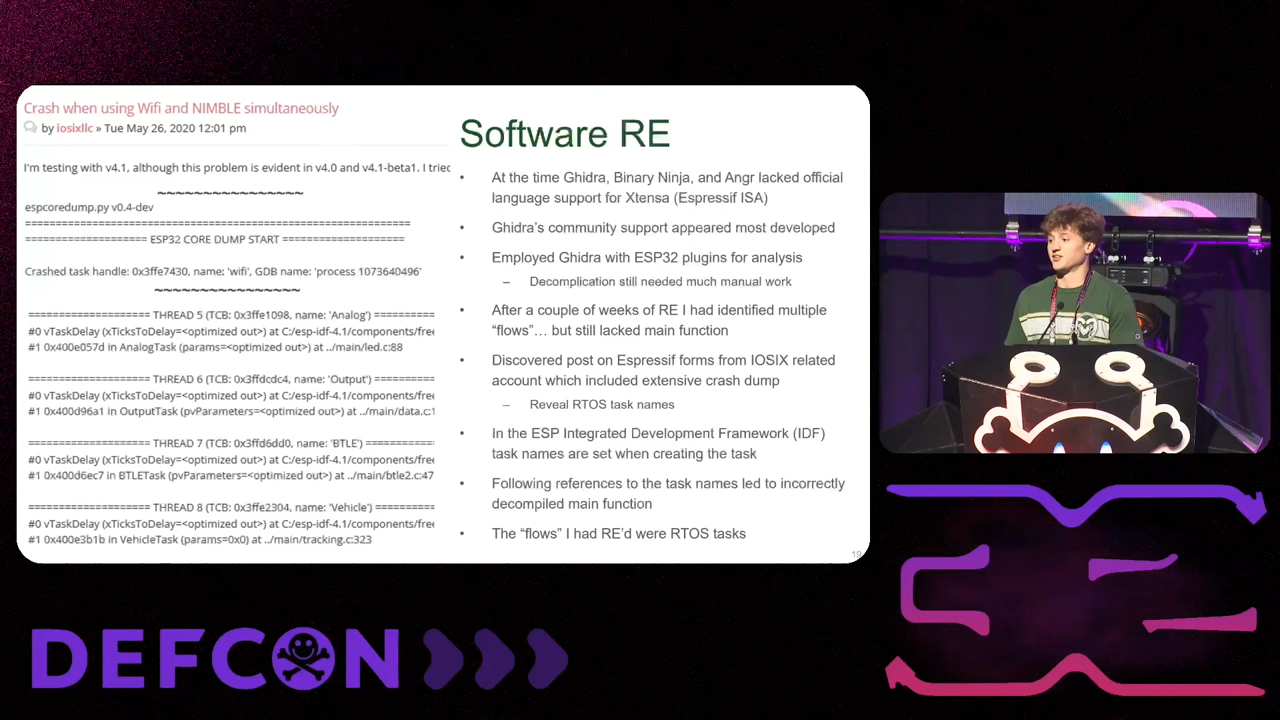 Crash when using Wifi and NIMBLE simultaneously
by iosixllc » Tue May 26, 2020 12:01 pm
I'm testing with v4.1, although this problem is evident in v4.0 and v4.1-beta1. I tried
~~~~~~~~~~~~~~~
espcoredump.py v0.4-dev
===============================================================
==================== ESP32 CORE DUMP START ====================
Crashed task handle: 0x3ffe7430, name: 'wifi', GDB name: 'process 1073640496'
~~~~~~~~~~~~~~~
==================== THREAD 5 (TCB: 0x3ffe1098, name: 'Analog') ==========
#0 vTaskDelay (xTicksToDelay=<optimized out>) at C:/esp-idf-4.1/components/free
#1 0x400e057d in AnalogTask (params=<optimized out>) at ../main/led.c:88
==================== THREAD 6 (TCB: 0x3ffdcdc4, name: 'Output') ==========
#0 vTaskDelay (xTicksToDelay=<optimized out>) at C:/esp-idf-4.1/components/free
#1 0x400d96a1 in OutputTask (pvParameters=<optimized out>) at ../main/data.c:1
==================== THREAD 7 (TCB: 0x3ffd6dd0, name: 'BTLE') ============
#0 vTaskDelay (xTicksToDelay=<optimized out>) at C:/esp-idf-4.1/components/free
#1 0x400d6ec7 in BTLETask (pvParameters=<optimized out>) at ../main/btle2.c:47
==================== THREAD 8 (TCB: 0x3ffe2304, name: 'Vehicle') ==========
#0 vTaskDelay (xTicksToDelay=<optimized out>) at C:/esp-idf-4.1/components/free
#1 0x400e3b1b in VehicleTask (params=0x0) at ../main/tracking.c:323
Software RE
• At the time Ghidra, Binary Ninja, and Angr lacked official
language support for Xtensa (Espressif ISA)
• Ghidra's community support appeared most developed
• Employed Ghidra with ESP32 plugins for analysis
– Decomplication still needed much manual work
• After a couple of weeks of RE I had identified multiple
“flows”… but still lacked main function
• Discovered post on Espressif forms from IOSIX related
account which included extensive crash dump
– Reveal RTOS task names
• In the ESP Integrated Development Framework (IDF)
task names are set when creating the task
• Following references to the task names led to incorrectly
decompiled main function
• The “flows” I had RE'd were RTOS tasks
19
DEFCON